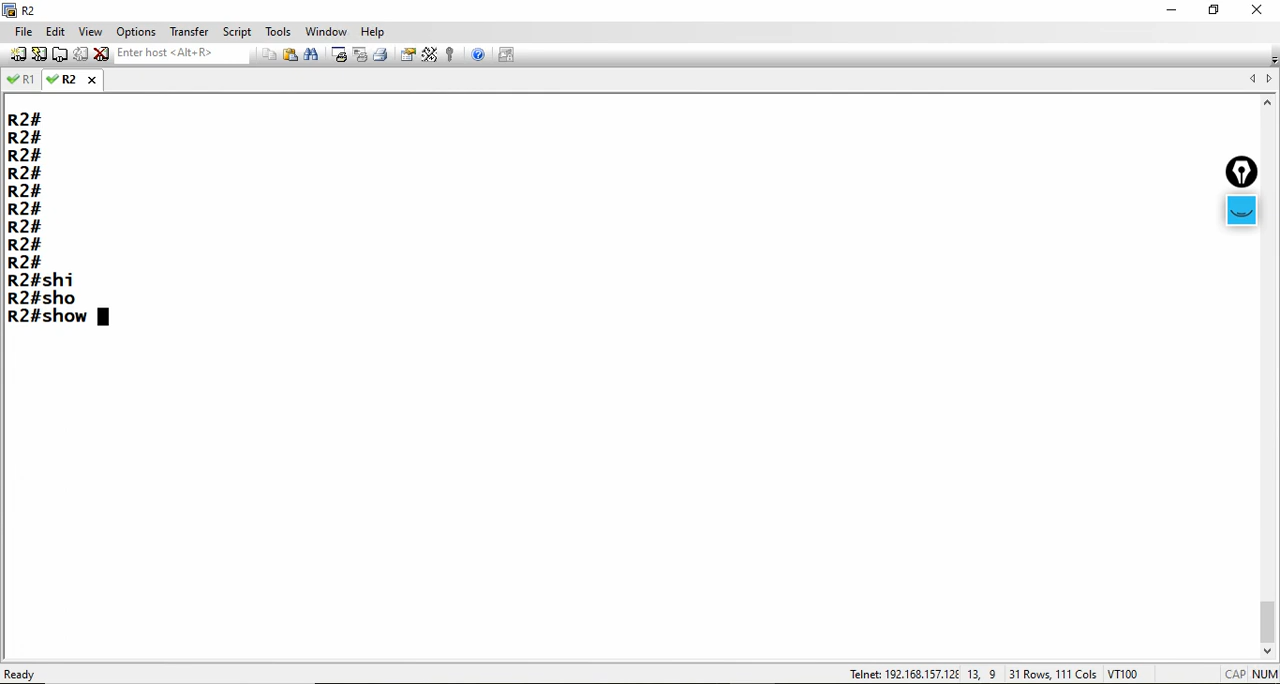 R2
File Edit View Options Transfer Script Tools Window Help
Enter host <Alt+R>
R1 R2
R2#
R2#
R2#
R2#
R2#
R2#
R2#
R2#
R2#
R2#shi
R2#sho
R2#show
Ready Telnet: 192.168.157.128 13, 9 31 Rows, 111 Cols VT100 CAP NUM